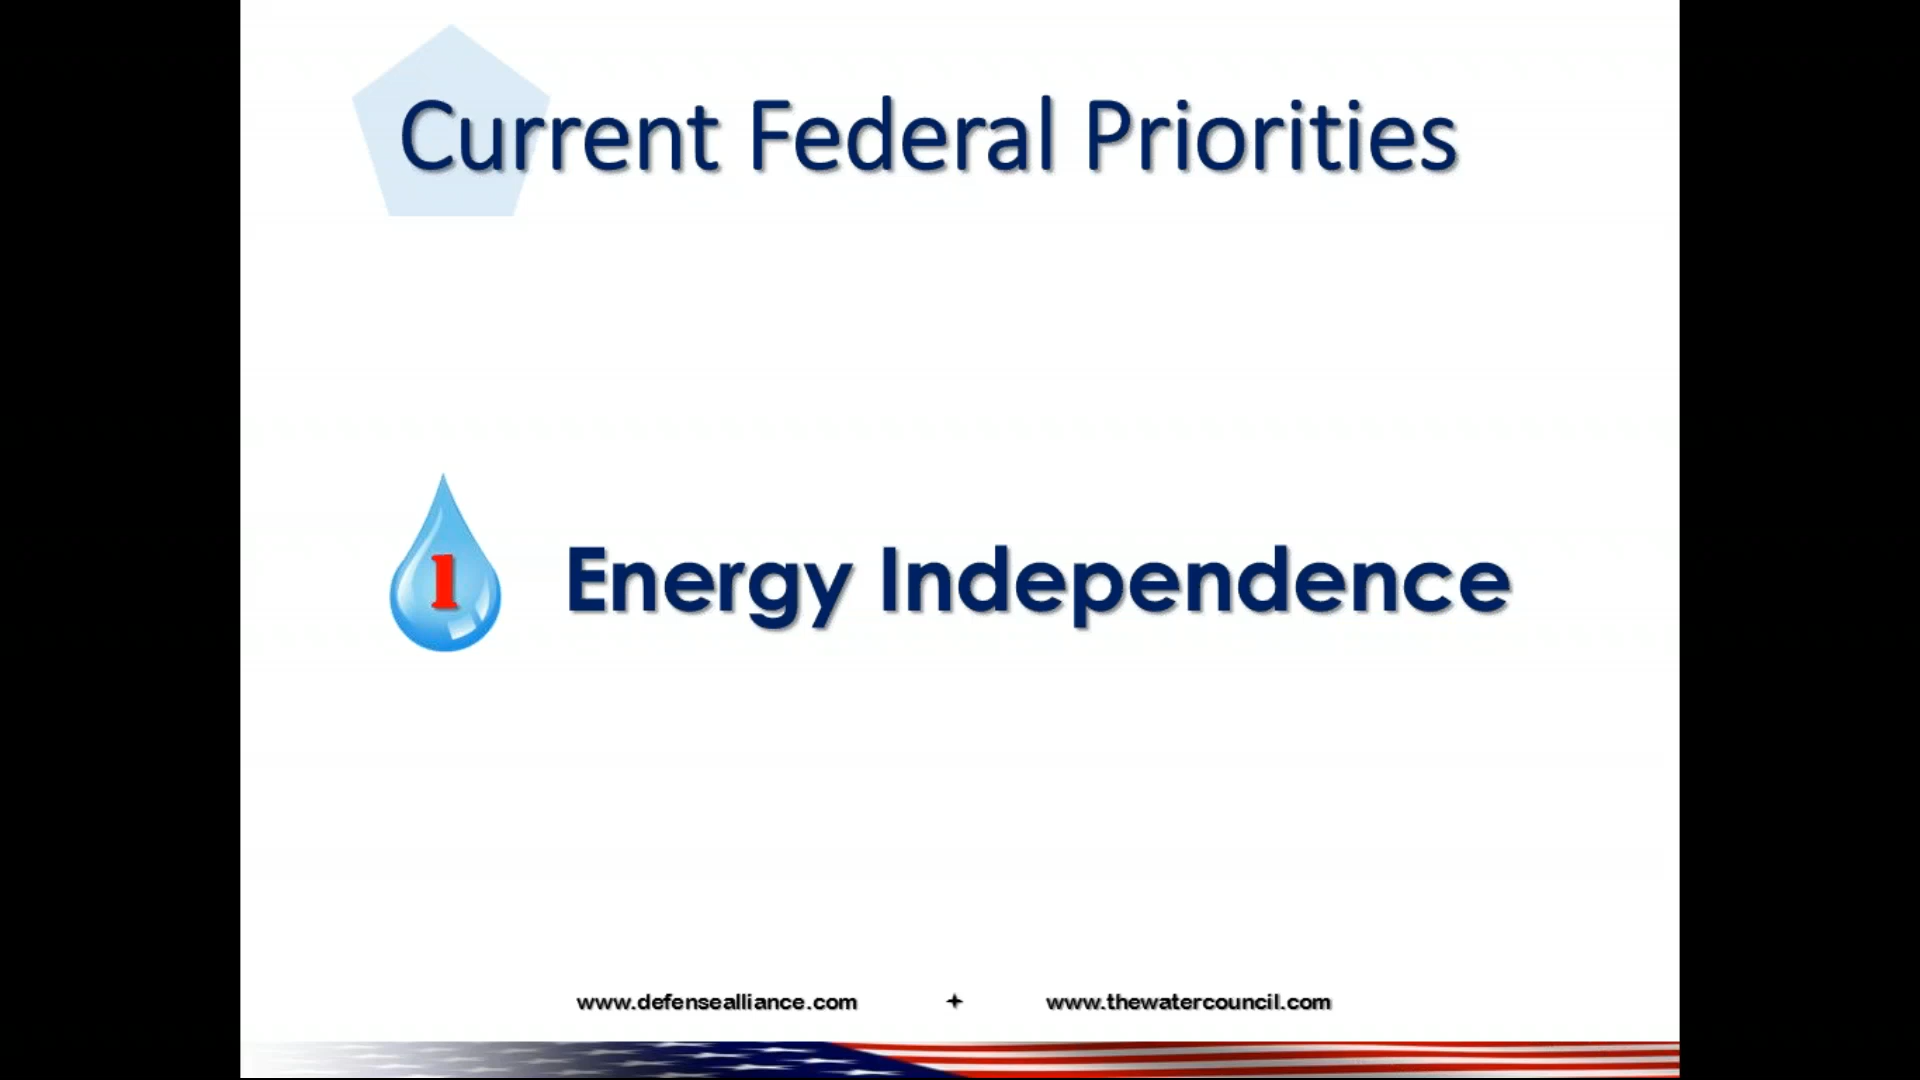 Current Federal Priorities
1 Energy Independence
www.defensealliance.com + www.thewatercouncil.com